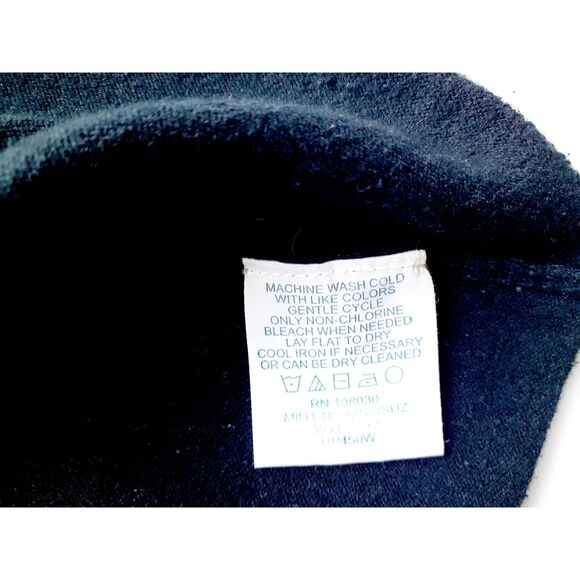 MACHINE WASH COLD
WITH LIKE COLORS
GENTLE CYCLE
ONLY NON-CHLORINE
BLEACH WHEN NEEDED
LAY FLAT TO DRY
COOL IRON IF NECESSARY
OR CAN BE DRY CLEANED
RN 108030